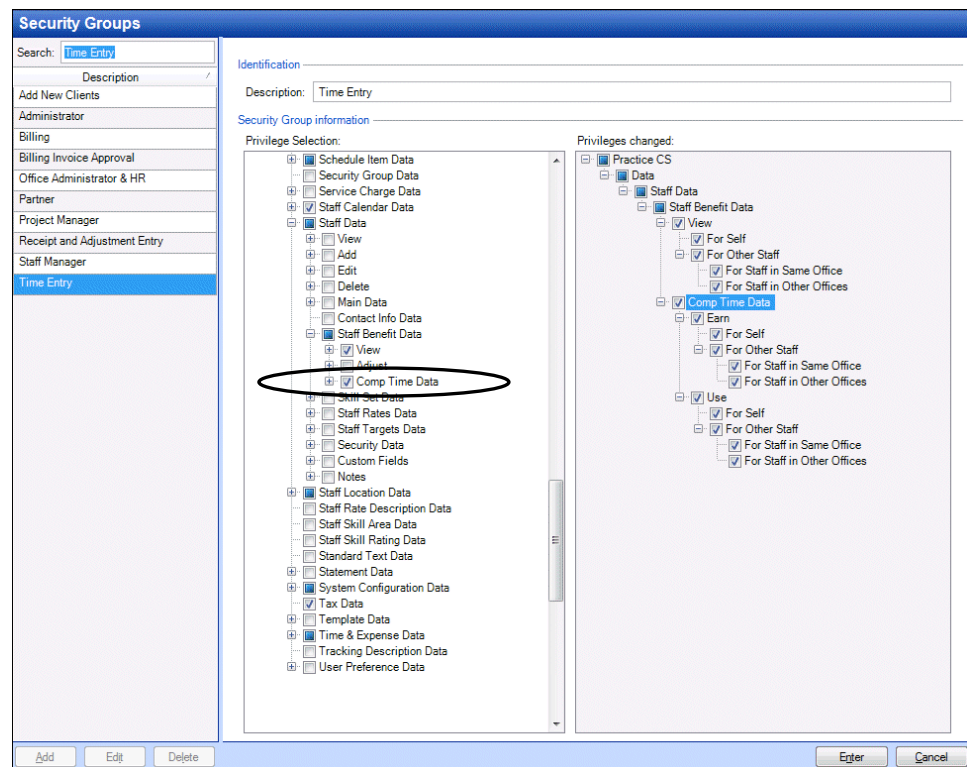 Security Groups
Search: Time Entry
Description
Add New Clients
Administrator
Billing
Billing Invoice Approval
Office Administrator & HR
Partner
Project Manager
Receipt and Adjustment Entry
Staff Manager
Time Entry
Add Edit Delete
Identification
Description: Time Entry
Security Group information
Privilege Selection:
Schedule Item Data
Security Group Data
Service Charge Data
Staff Calendar Data
Staff Data
View
Add
Edit
Delete
Main Data
Contact Info Data
Staff Benefit Data
View
Adjust
Comp Time Data
Skill Set Data
Staff Rates Data
Staff Targets Data
Security Data
Custom Fields
Notes
Staff Location Data
Staff Rate Description Data
Staff Skill Area Data
Staff Skill Rating Data
Standard Text Data
Statement Data
System Configuration Data
Tax Data
Template Data
Time & Expense Data
Tracking Description Data
User Preference Data
Privileges changed:
Practice CS
Data
Staff Data
Staff Benefit Data
View
For Self
For Other Staff
For Staff in Same Office
For Staff in Other Offices
Comp Time Data
Earn
For Self
For Other Staff
For Staff in Same Office
For Staff in Other Offices
Use
For Self
For Other Staff
For Staff in Same Office
For Staff in Other Offices
Enter Cancel